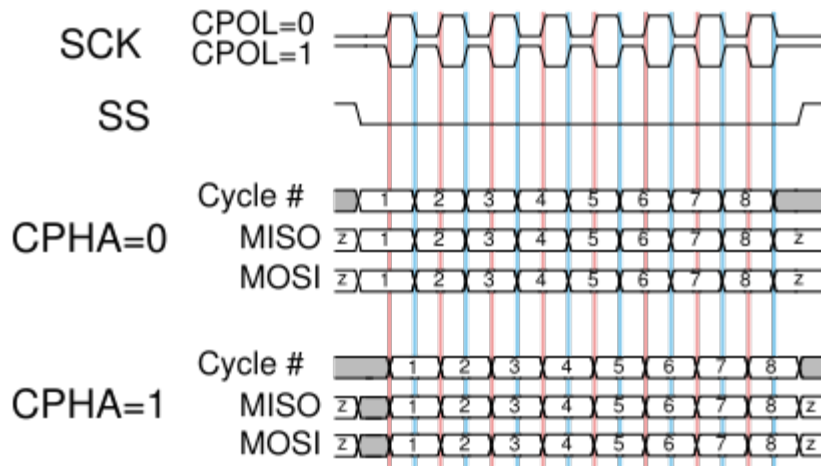 CPOL=0
SCK CPOL=1
SS
Cycle # 1 2 3 4 5 6 7 8
CPHA=0 MISO z 1 2 3 4 5 6 7 8 z
MOSI z 1 2 3 4 5 6 7 8 z
Cycle # 1 2 3 4 5 6 7 8
CPHA=1 MISO z 1 2 3 4 5 6 7 8 z
MOSI z 1 2 3 4 5 6 7 8 z